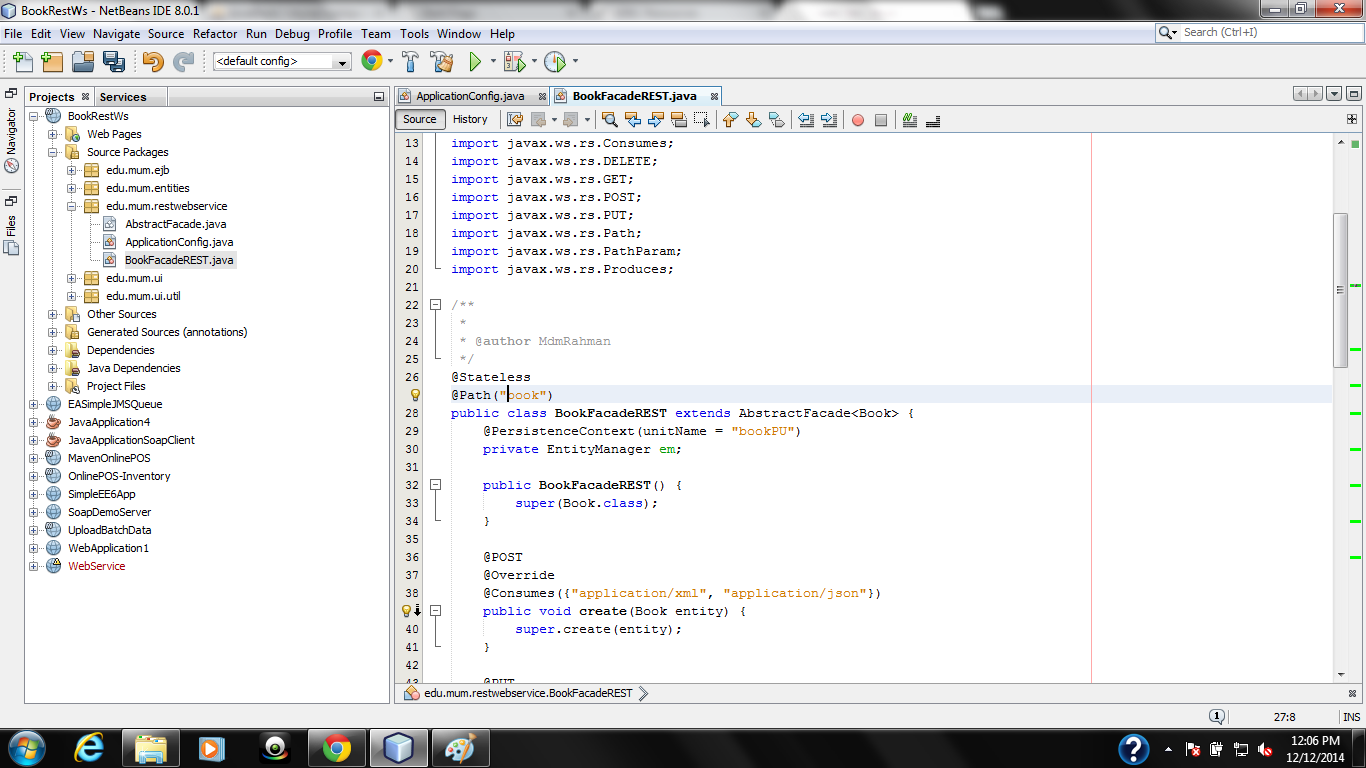 BookRestWs - NetBeans IDE 8.0.1
File Edit View Navigate Source Refactor Run Debug Profile Team Tools Window Help
Search (Ctrl+I)
<default config>
Projects Services
ApplicationConfig.java BookFacadeREST.java
Source History
Navigator
Files
BookRestWs
Web Pages
Source Packages
edu.mum.ejb
edu.mum.entities
edu.mum.restwebservice
AbstractFacade.java
ApplicationConfig.java
BookFacadeREST.java
edu.mum.ui
edu.mum.ui.util
Other Sources
Generated Sources (annotations)
Dependencies
Java Dependencies
Project Files
EASimpleJMSQueue
JavaApplication4
JavaApplicationSoapClient
MavenOnlinePOS
OnlinePOS-Inventory
SimpleEE6App
SoapDemoServer
UploadBatchData
WebApplication1
WebService
13 import javax.ws.rs.Consumes;
14 import javax.ws.rs.DELETE;
15 import javax.ws.rs.GET;
16 import javax.ws.rs.POST;
17 import javax.ws.rs.PUT;
18 import javax.ws.rs.Path;
19 import javax.ws.rs.PathParam;
20 import javax.ws.rs.Produces;
21
22 /**
23 *
24 * @author MdmRahman
25 */
26 @Stateless
@Path("book")
28 public class BookFacadeREST extends AbstractFacade<Book> {
29 @PersistenceContext(unitName = "bookPU")
30 private EntityManager em;
31
32 public BookFacadeREST() {
33 super(Book.class);
34 }
35
36 @POST
37 @Override
38 @Consumes({"application/xml", "application/json"})
public void create(Book entity) {
40 super.create(entity);
41 }
42
43 @PUT
edu.mum.restwebservice.BookFacadeREST
1 27:8 INS
12:06 PM
12/12/2014